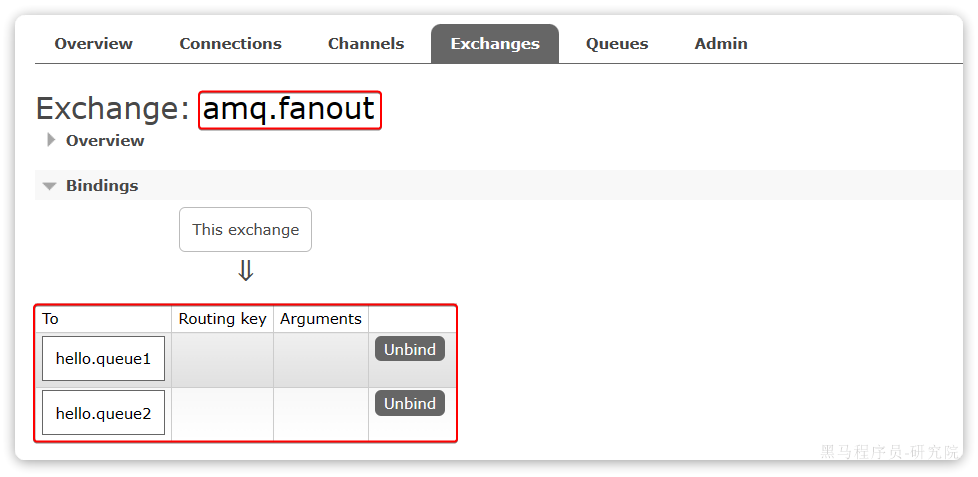 Overview Connections Channels Exchanges Queues Admin
Exchange: amq.fanout
Overview
Bindings
This exchange
⇓
To Routing key Arguments
hello.queue1 Unbind
hello.queue2 Unbind
黑马程序员-研究院